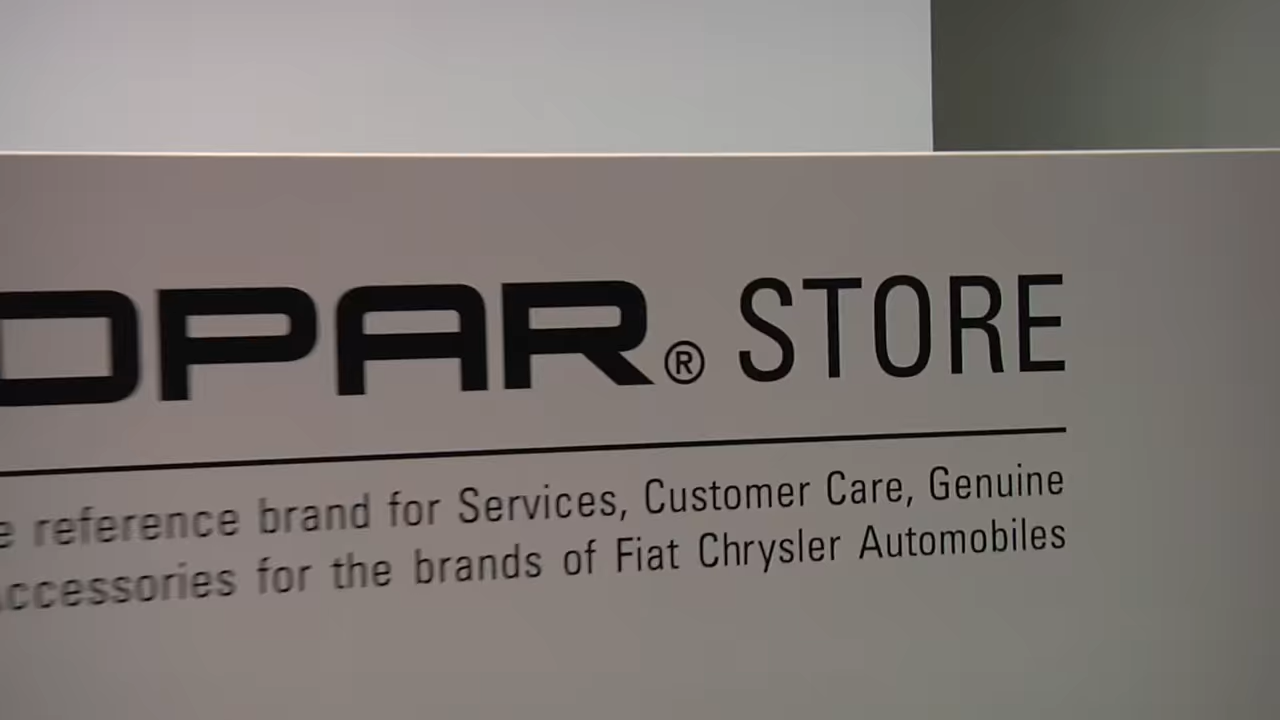 OPAR® STORE
reference brand for Services, Customer Care, Genuine
ccessories for the brands of Fiat Chrysler Automobiles